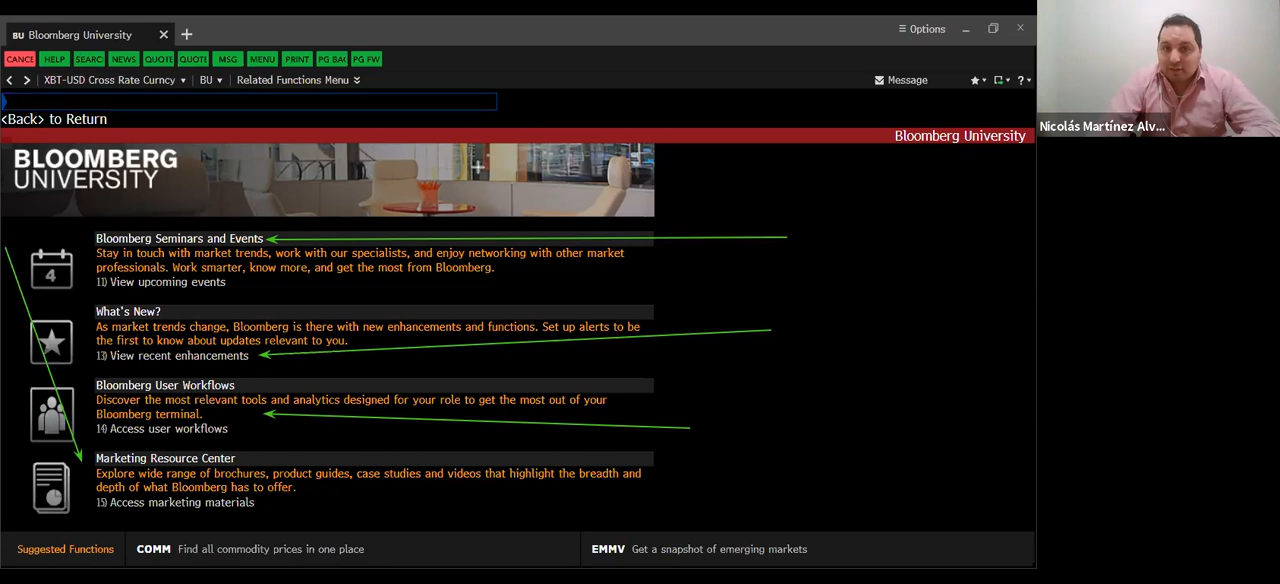 BU Bloomberg University
Options
CANCE HELP SEARC NEWS QUOTE QUOTE MSG MENU PRINT PG BAC PG FW
XBT-USD Cross Rate Curncy BU Related Functions Menu Message
<Back> to Return
Bloomberg University
BLOOMBERG
UNIVERSITY
Bloomberg Seminars and Events
Stay in touch with market trends, work with our specialists, and enjoy networking with other market
professionals. Work smarter, know more, and get the most from Bloomberg.
11) View upcoming events
4
What's New?
As market trends change, Bloomberg is there with new enhancements and functions. Set up alerts to be
the first to know about updates relevant to you.
13) View recent enhancements
Bloomberg User Workflows
Discover the most relevant tools and analytics designed for your role to get the most out of your
Bloomberg terminal.
14) Access user workflows
Marketing Resource Center
Explore wide range of brochures, product guides, case studies and videos that highlight the breadth and
depth of what Bloomberg has to offer.
15) Access marketing materials
Suggested Functions COMM Find all commodity prices in one place EMMV Get a snapshot of emerging markets
Nicolás Martínez Alv...